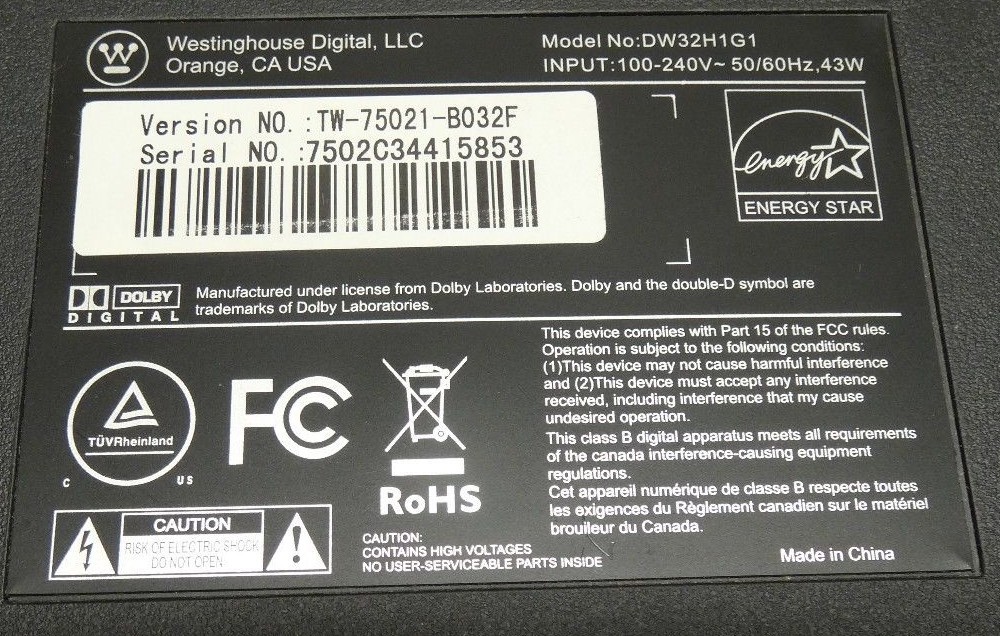 Westinghouse Digital, LLC
Orange, CA USA
Model No:DW32H1G1
INPUT:100-240V~ 50/60Hz,43W
Version NO. :TW-75021-B032F
Serial NO. :7502C34415853
energy
ENERGY STAR
DOLBY
DIGITAL
Manufactured under license from Dolby Laboratories. Dolby and the double-D symbol are
trademarks of Dolby Laboratories.
TÜVRheinland
C US
FC
RoHS
This device complies with Part 15 of the FCC rules.
Operation is subject to the following conditions:
(1)This device may not cause harmful interference
and (2)This device must accept any interference
received, including interference that my cause
undesired operation.
This class B digital apparatus meets all requirements
of the canada interference-causing equipment
regulations.
Cet appareil numérique de classe B respecte toutes
les exigences du Règlement canadien sur le matériel
brouilleur du Canada.
CAUTION
RISK OF ELECTRIC SHOCK
DO NOT OPEN
CAUTION:
CONTAINS HIGH VOLTAGES
NO USER-SERVICEABLE PARTS INSIDE
Made in China